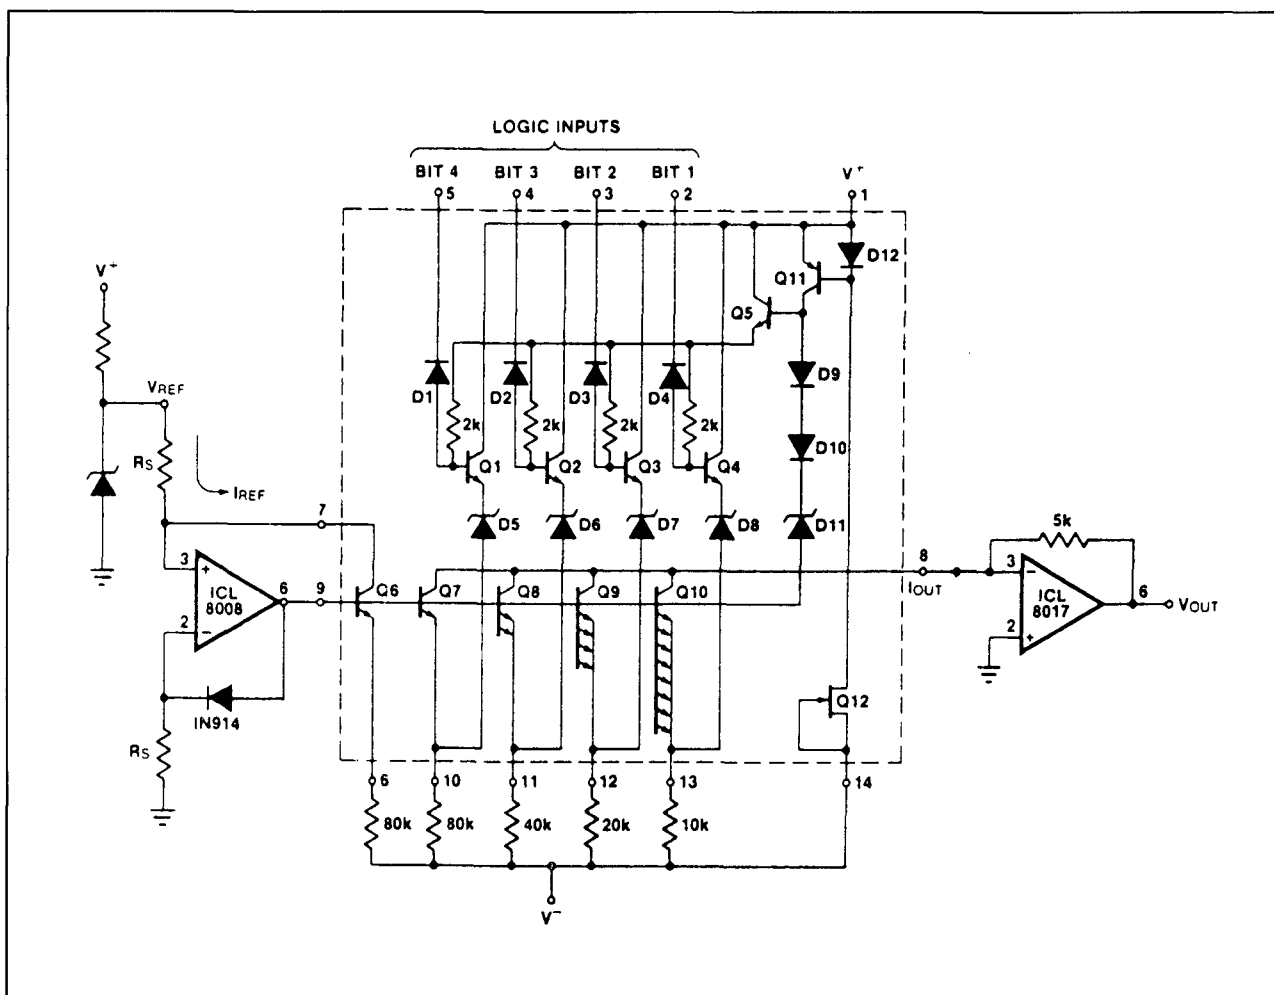 LOGIC INPUTS
BIT 4 BIT 3 BIT 2 BIT 1 V+
5 4 3 2 1
D12
V+
Q11
Q5
D9
VREF
D1 D2 D3 D4
2k 2k 2k 2k
D10
RS
Q1 Q2 Q3 Q4
IREF
7
D5 D6 D7 D8 D11
5k
3
+
ICL
8008
6 9
2
−
Q6 Q7 Q8 Q9 Q10
8
IOUT
3
−
ICL
8017
6
VOUT
2
+
IN914
Q12
RS
6 10 11 12 13 14
80k 80k 40k 20k 10k
V−